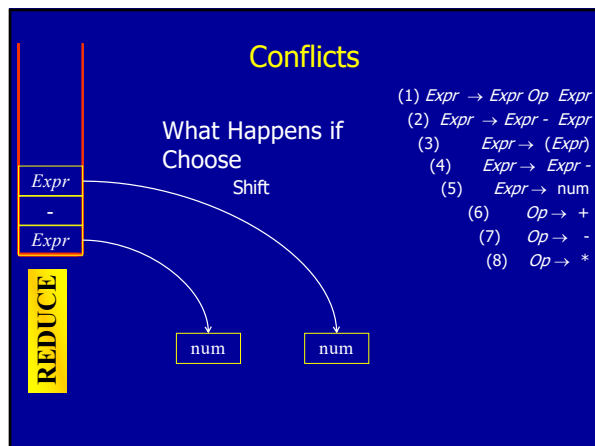 Conflicts
(1) Expr → Expr Op Expr
(2) Expr → Expr - Expr
(3) Expr → (Expr)
(4) Expr → Expr -
(5) Expr → num
(6) Op → +
(7) Op → -
(8) Op → *
What Happens if
Choose
Shift
Expr
-
Expr
REDUCE
num
num